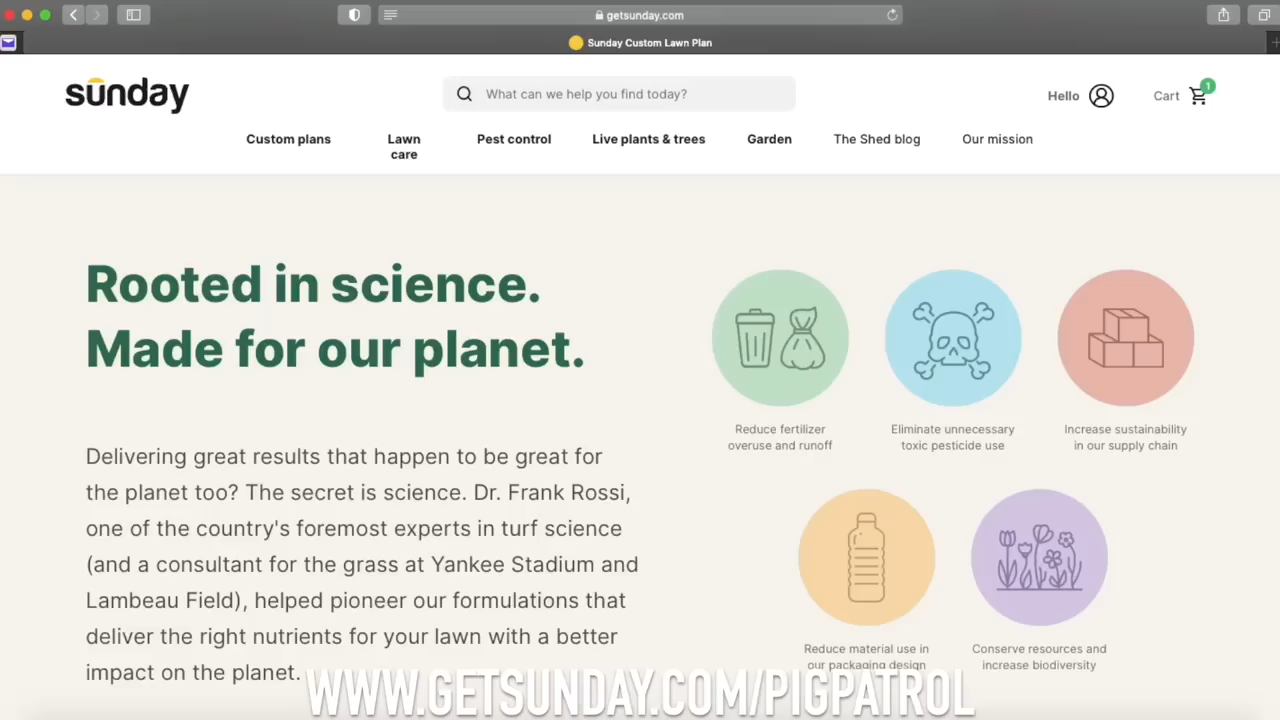 getsunday.com
Sunday Custom Lawn Plan
sunday
What can we help you find today?
Hello
Cart
1
Custom plans
Lawn
care
Pest control
Live plants & trees
Garden
The Shed blog
Our mission
Rooted in science.
Made for our planet.
Delivering great results that happen to be great for
the planet too? The secret is science. Dr. Frank Rossi,
one of the country's foremost experts in turf science
(and a consultant for the grass at Yankee Stadium and
Lambeau Field), helped pioneer our formulations that
deliver the right nutrients for your lawn with a better
impact on the planet.
Reduce fertilizer
overuse and runoff
Eliminate unnecessary
toxic pesticide use
Increase sustainability
in our supply chain
Reduce material use in
our packaging design
Conserve resources and
increase biodiversity
WWW.GETSUNDAY.COM/PIGPATROL